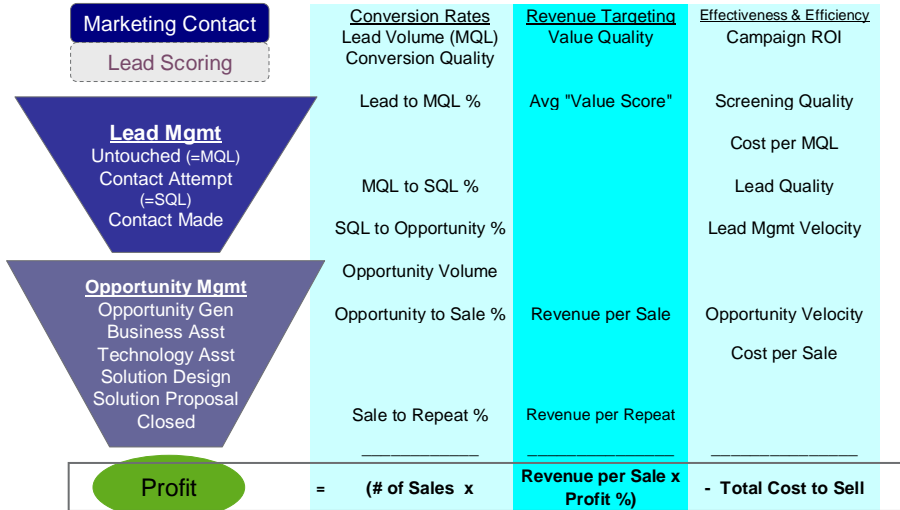 Marketing Contact
Lead Scoring
Lead Mgmt
Untouched (=MQL)
Contact Attempt
(=SQL)
Contact Made
Opportunity Mgmt
Opportunity Gen
Business Asst
Technology Asst
Solution Design
Solution Proposal
Closed
Conversion Rates
Lead Volume (MQL)
Conversion Quality
Lead to MQL %
MQL to SQL %
SQL to Opportunity %
Opportunity Volume
Opportunity to Sale %
Sale to Repeat %
Revenue Targeting
Value Quality
Avg "Value Score"
Revenue per Sale
Revenue per Repeat
Effectiveness & Efficiency
Campaign ROI
Screening Quality
Cost per MQL
Lead Quality
Lead Mgmt Velocity
Opportunity Velocity
Cost per Sale
Profit
= (# of Sales x
Revenue per Sale x
Profit %)
- Total Cost to Sell